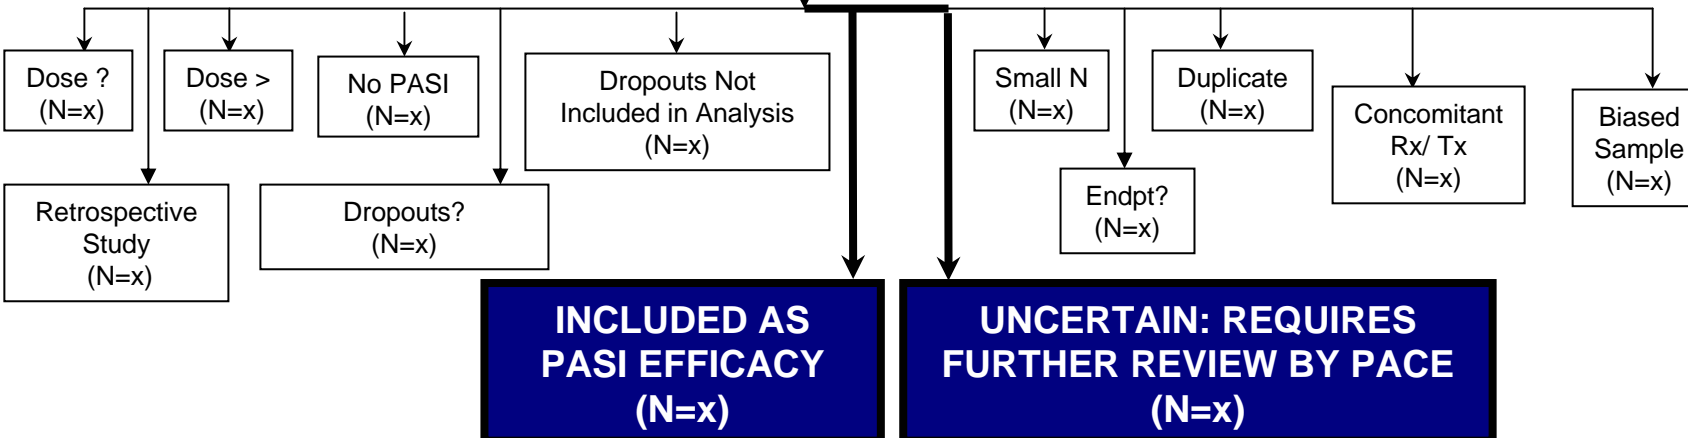 Dose ?
(N=x)
Dose >
(N=x)
No PASI
(N=x)
Dropouts Not
Included in Analysis
(N=x)
Small N
(N=x)
Duplicate
(N=x)
Concomitant
Rx/ Tx
(N=x)
Biased
Sample
(N=x)
Retrospective
Study
(N=x)
Dropouts?
(N=x)
Endpt?
(N=x)
INCLUDED AS
PASI EFFICACY
(N=x)
UNCERTAIN: REQUIRES
FURTHER REVIEW BY PACE
(N=x)